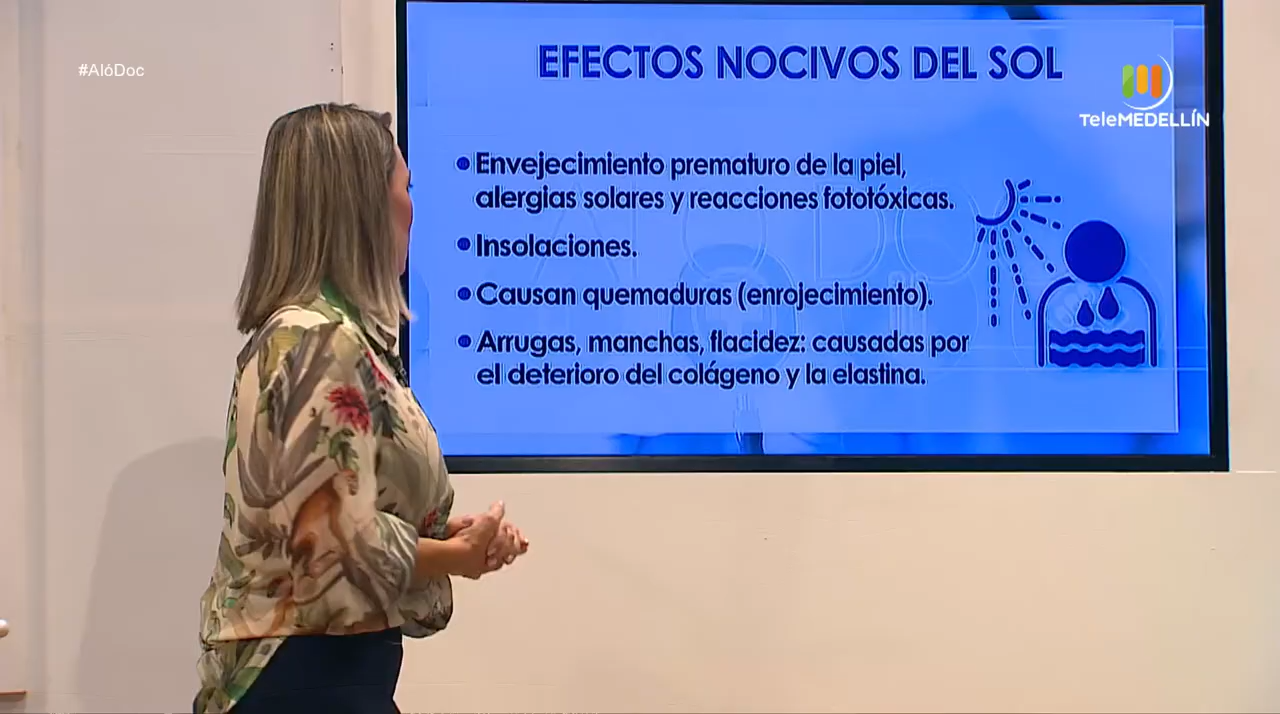 #AlóDoc
EFECTOS NOCIVOS DEL SOL
TeleMEDELLÍN
• Envejecimiento prematuro de la piel,
alergias solares y reacciones fototóxicas.
• Insolaciones.
• Causan quemaduras (enrojecimiento).
• Arrugas, manchas, flacidez: causadas por
el deterioro del colágeno y la elastina.